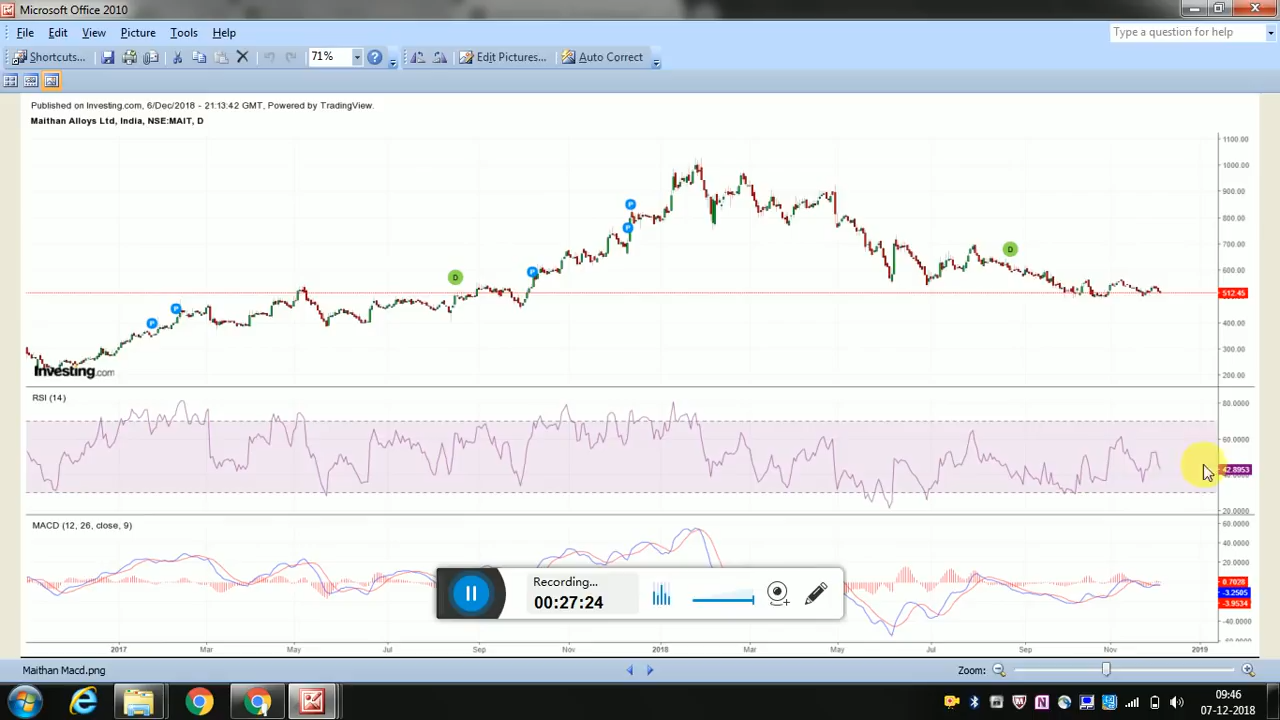 Microsoft Office 2010
File Edit View Picture Tools Help
Type a question for help
Shortcuts...
71%
Edit Pictures...
Auto Correct
Published on Investing.com, 6/Dec/2018 - 21:13:42 GMT, Powered by TradingView.
Maithan Alloys Ltd, India, NSE:MAIT, D
1100.00
1000.00
900.00
P
800.00
P
700.00
D
600.00
P
D
512.45
P
P
400.00
300.00
Investing.com
200.00
RSI (14)
80.0000
60.0000
42.8953
20.0000
MACD (12, 26, close, 9)
60.0000
40.0000
20.0000
0.7028
-3.2505
-3.9534
-40.0000
Recording...
00:27:24
2017 Mar May Jul Sep Nov 2018 Mar May Jul Sep Nov 2019
Maithan Macd.png
Zoom:
09:46
07-12-2018